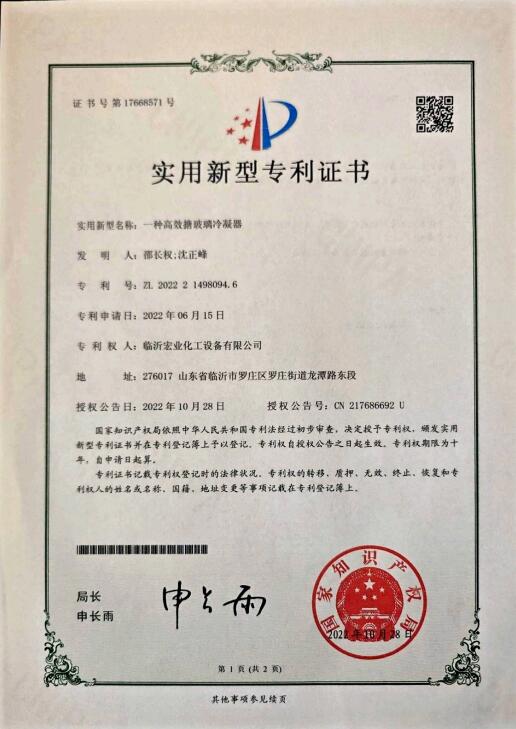 证书号第17668571号
实用新型专利证书
实用新型名称：一种高效搪玻璃冷凝器
发明人：邵长权;沈正峰
专利号：ZL 2022 2 1498094.6
专利申请日：2022年06月15日
专利权人：临沂宏业化工设备有限公司
地址：276017 山东省临沂市罗庄区罗庄街道龙潭路东段
授权公告日：2022年10月28日 授权公告号：CN 217686692 U
国家知识产权局依照中华人民共和国专利法经过初步审查，决定授予专利权，颁发实用
新型专利证书并在专利登记簿上予以登记。专利权自授权公告之日起生效。专利权期限为十
年，自申请日起算。
专利证书记载专利权登记时的法律状况。专利权的转移、质押、无效、终止、恢复和专
利权人的姓名或名称、国籍、地址变更等事项记载在专利登记簿上。
局长
申长雨
申长雨
国家知识产权局
2022年10月28日
第1页(共2页)
其他事项参见续页